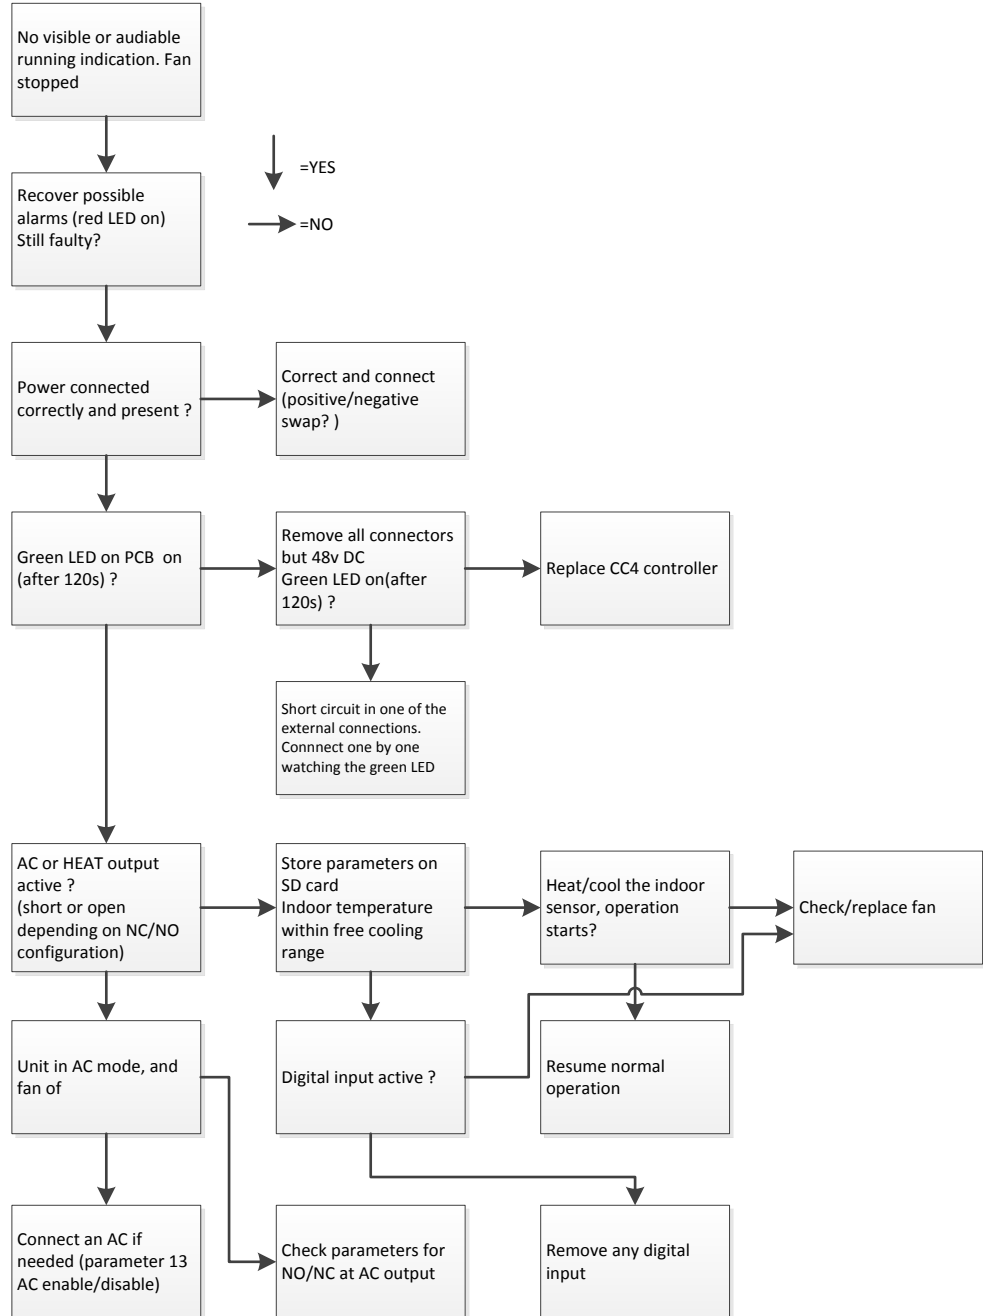 No visible or audiable
running indication. Fan
stopped
=YES
Recover possible
alarms (red LED on)
Still faulty?
=NO
Power connected
correctly and present ?
Correct and connect
(positive/negative
swap? )
Green LED on PCB  on
(after 120s) ?
Remove all connectors
but 48v DC
Green LED on(after
120s) ?
Replace CC4 controller
Short circuit in one of the
external connections.
Connnect one by one
watching the green LED
AC or HEAT output
active ?
(short or open
depending on NC/NO
configuration)
Store parameters on
SD card
Indoor temperature
within free cooling
range
Heat/cool the indoor
sensor, operation
starts?
Check/replace fan
Unit in AC mode, and
fan of
Digital input active ?
Resume normal
operation
Connect an AC if
needed (parameter 13
AC enable/disable)
Check parameters for
NO/NC at AC output
Remove any digital
input